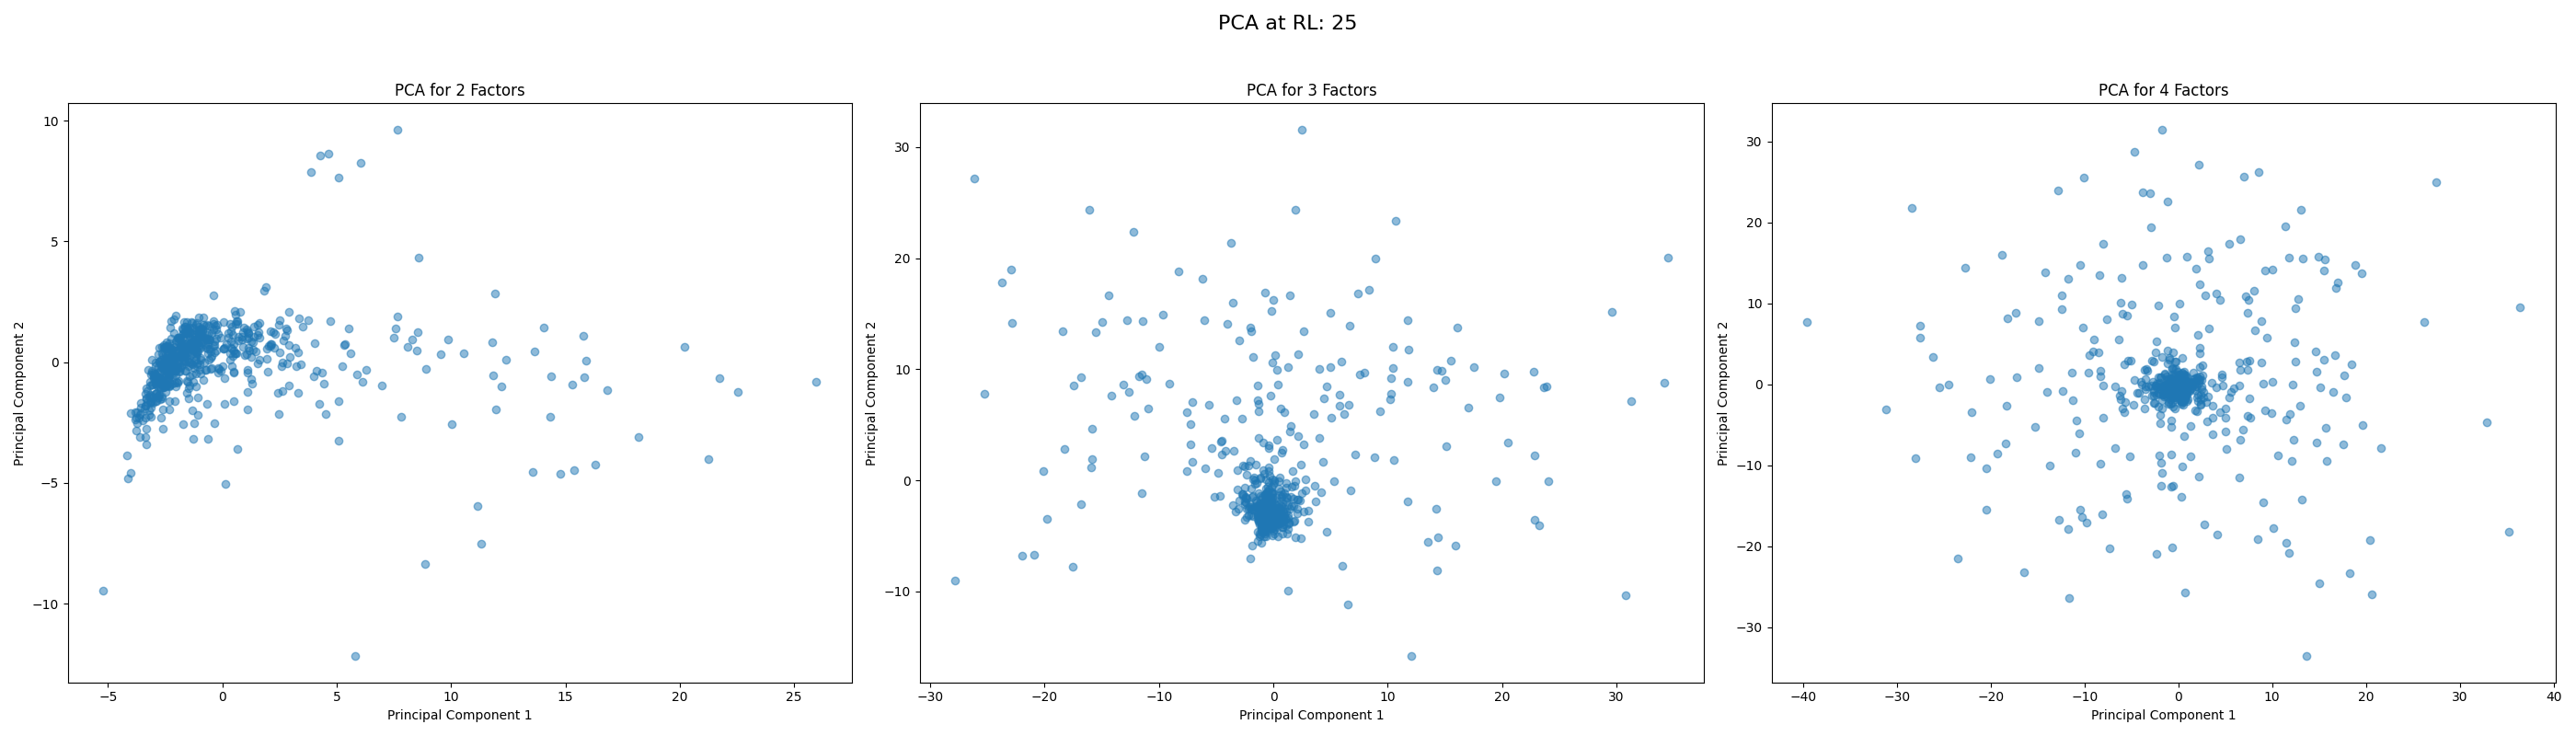 PCA at RL: 25
PCA for 2 Factors
10
5
0
−5
−10
Principal Component 2
−5 0 5 10 15 20 25
Principal Component 1
PCA for 3 Factors
30
20
10
0
−10
Principal Component 2
−30 −20 −10 0 10 20 30
Principal Component 1
PCA for 4 Factors
30
20
10
0
−10
−20
−30
Principal Component 2
−40 −30 −20 −10 0 10 20 30 40
Principal Component 1